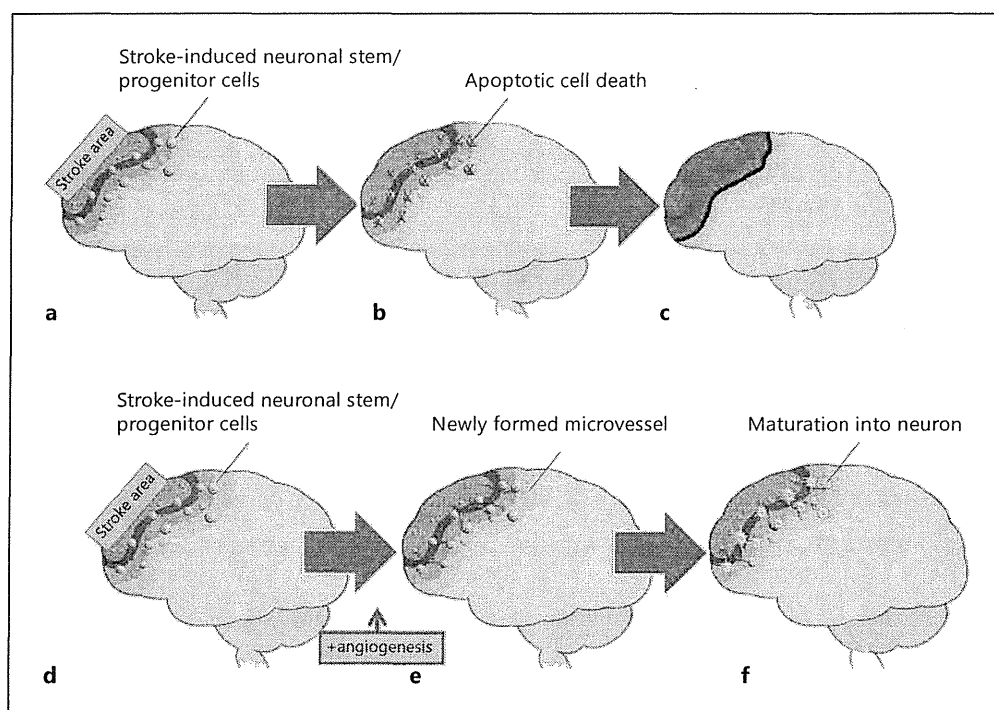 Stroke-induced neuronal stem/
progenitor cells
Apoptotic cell death
Stroke area
a
b
c
Stroke-induced neuronal stem/
progenitor cells
Newly formed microvessel
Maturation into neuron
Stroke area
+angiogenesis
d
e
f